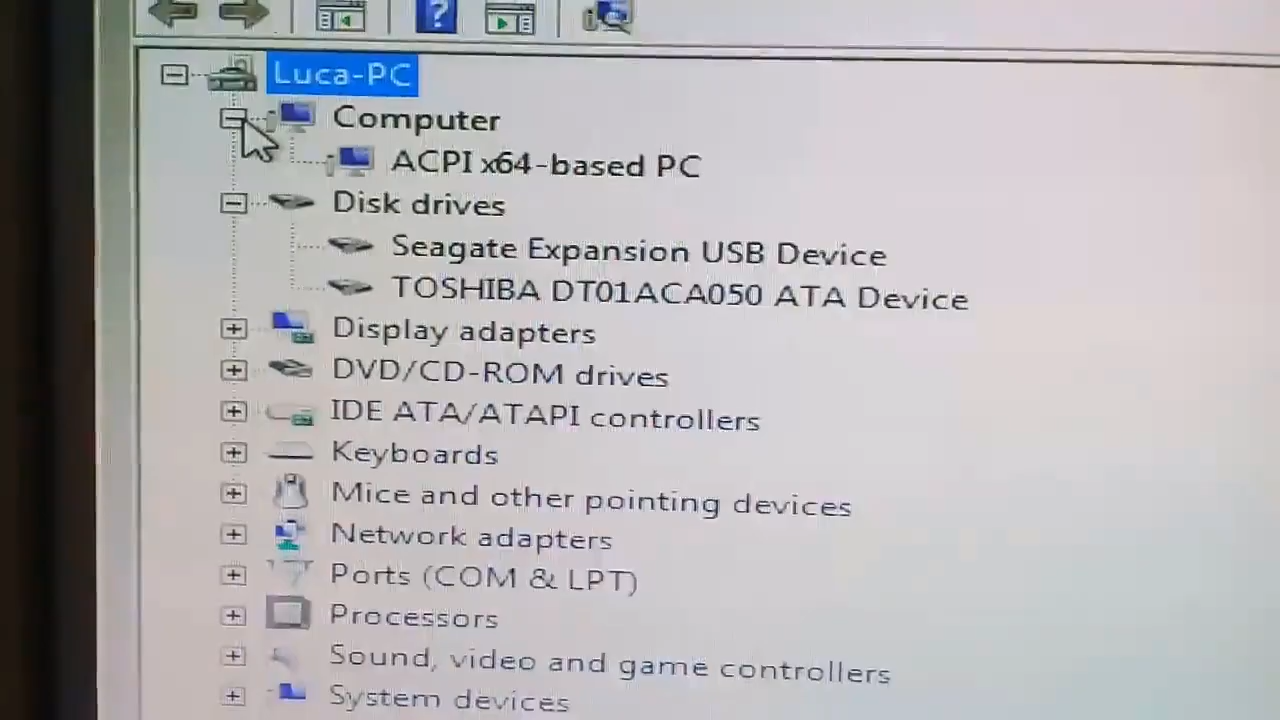 Luca-PC
Computer
ACPI x64-based PC
Disk drives
Seagate Expansion USB Device
TOSHIBA DT01ACA050 ATA Device
Display adapters
DVD/CD-ROM drives
IDE ATA/ATAPI controllers
Keyboards
Mice and other pointing devices
Network adapters
Ports (COM & LPT)
Processors
Sound, video and game controllers
System devices